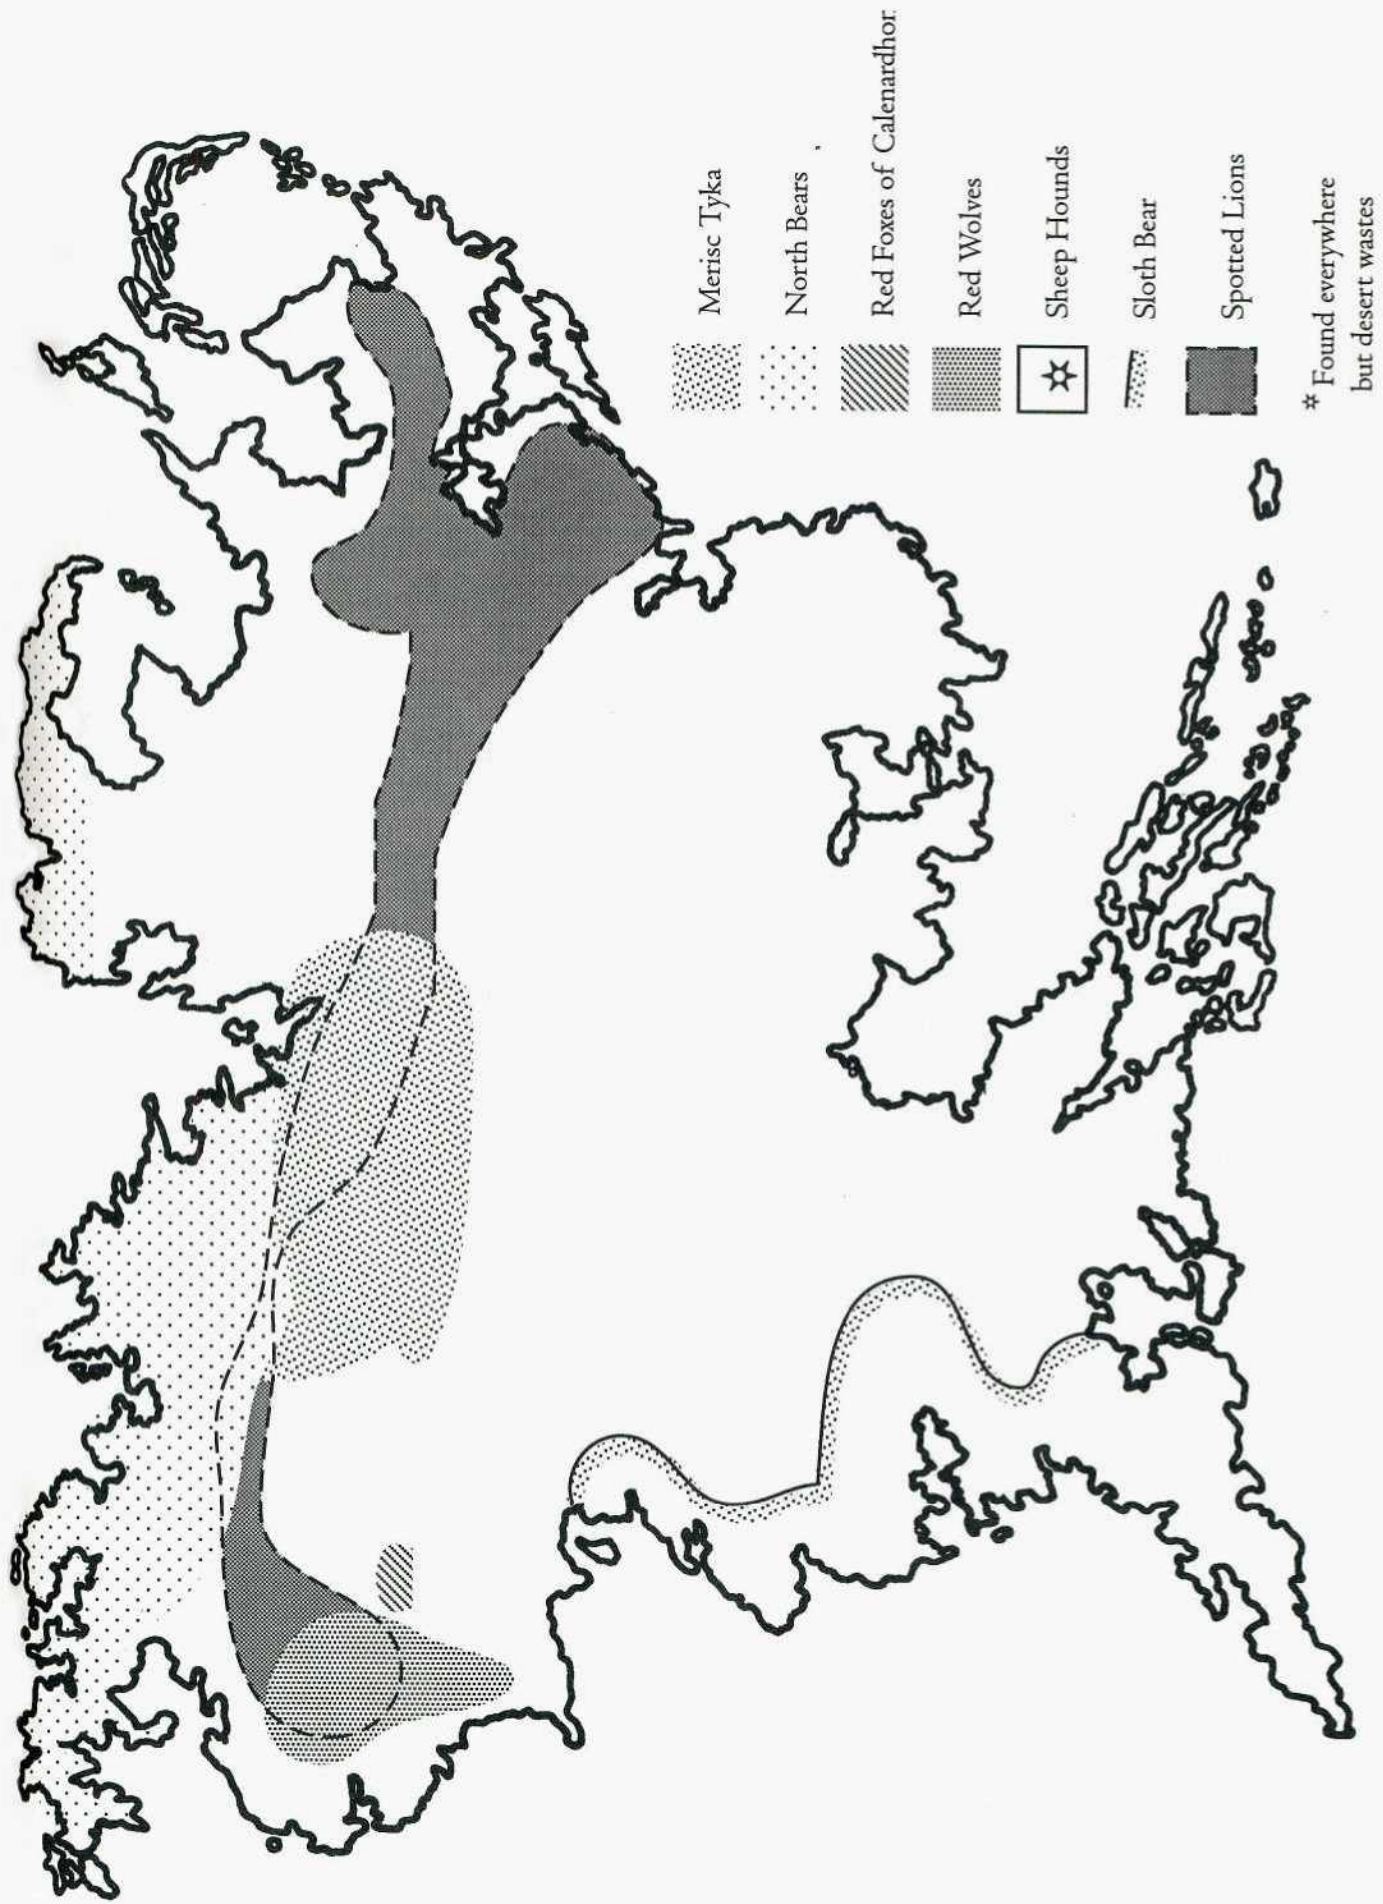 Merisc Tyka
North Bears
Red Foxes of Calenardhor
Red Wolves
Sheep Hounds
Sloth Bear
Spotted Lions
* Found everywhere
but desert wastes